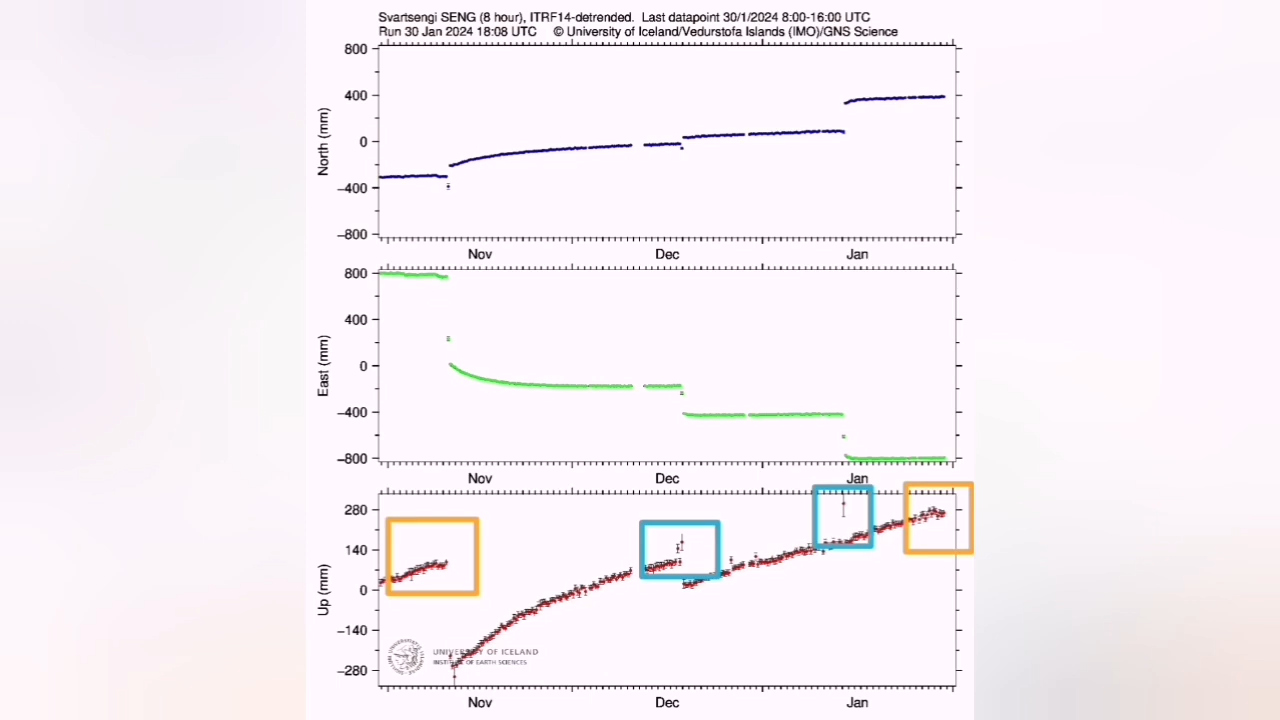 Svartsengi SENG (8 hour), ITRF14-detrended. Last datapoint 30/1/2024 8:00-16:00 UTC
Run 30 Jan 2024 18:08 UTC © University of Iceland/Vedurstofa Islands (IMO)/GNS Science
800
400
0
−400
−800
North (mm)
Nov Dec Jan
800
400
0
−400
−800
East (mm)
Nov Dec Jan
280
140
0
−140
−280
Up (mm)
UNIVERSITY OF ICELAND
INSTITUTE OF EARTH SCIENCES
Nov Dec Jan